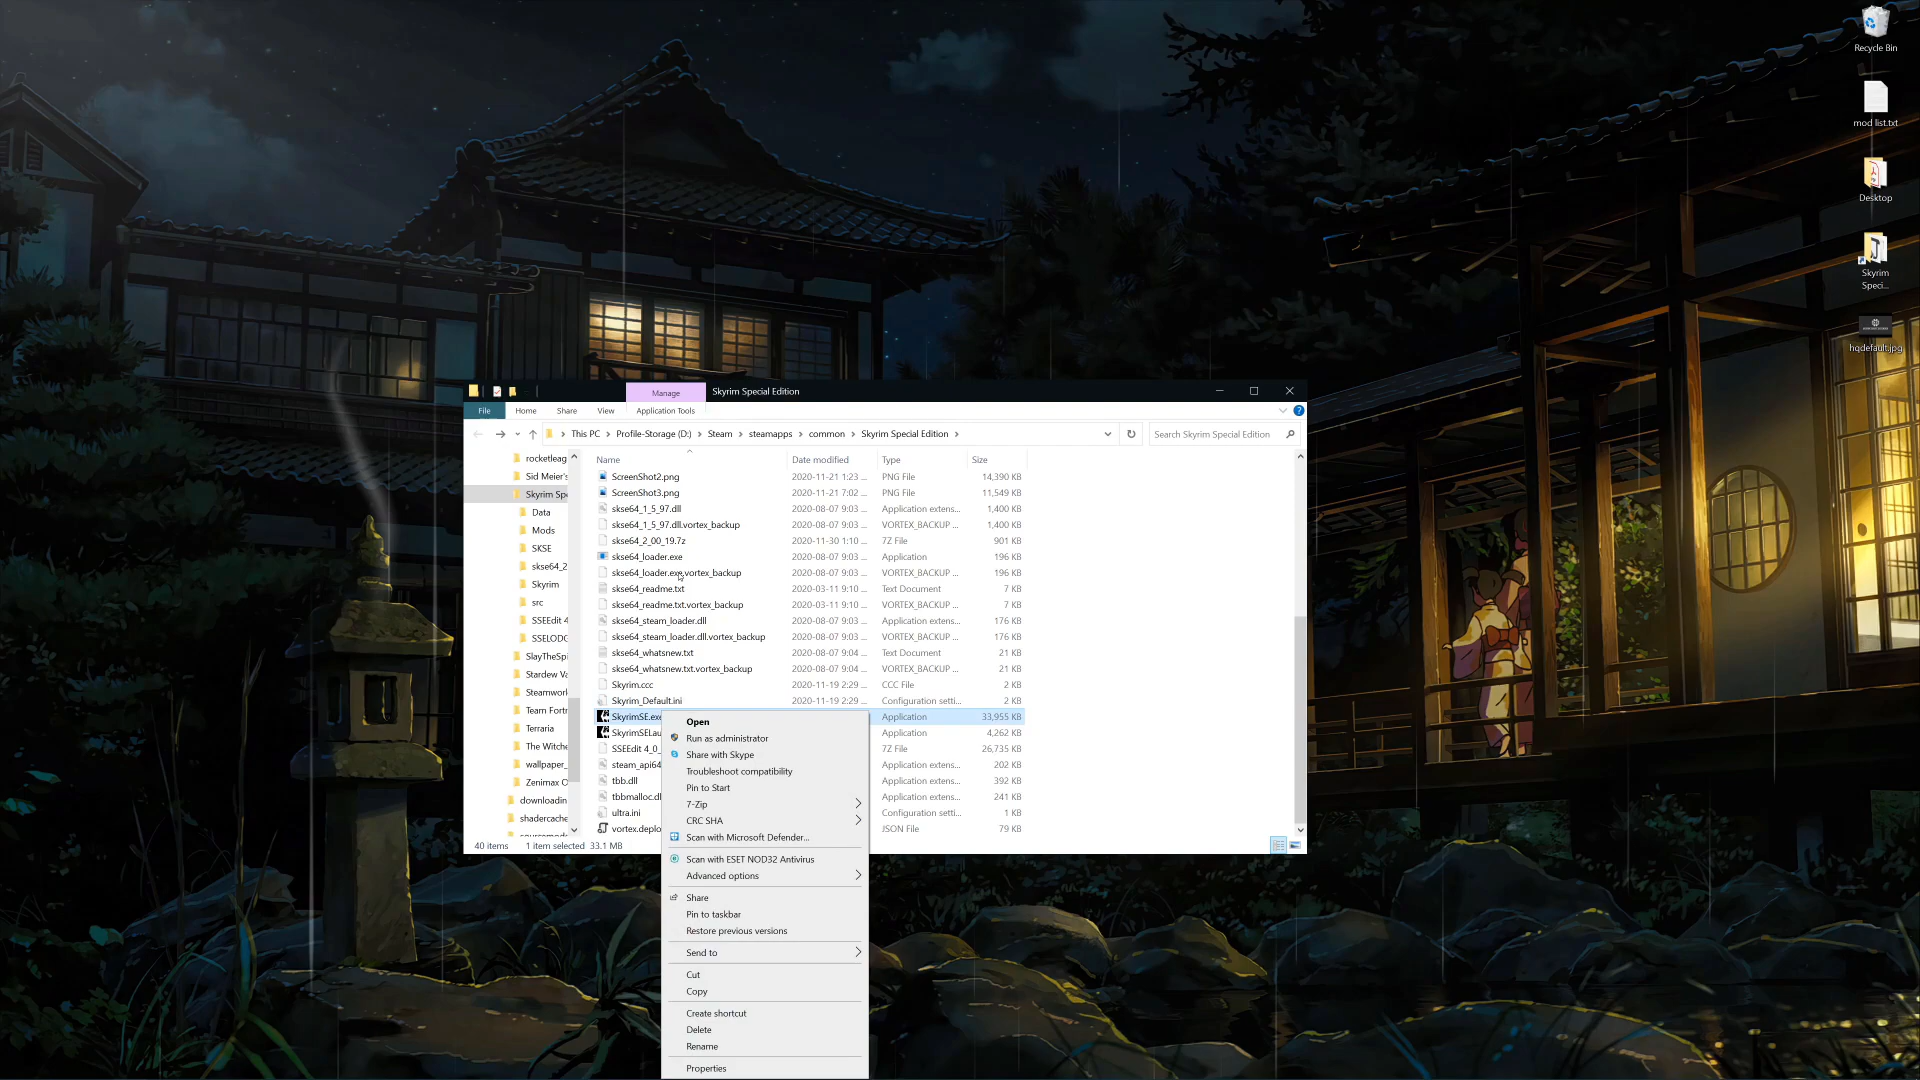 Recycle Bin
mod list.txt
Desktop
Skyrim
Speci...
hqdefault.jpg
Manage
Skyrim Special Edition
File
Home
Share
View
Application Tools
This PC
Profile-Storage (D:)
Steam
steamapps
common
Skyrim Special Edition
Search Skyrim Special Edition
rocketleag
Sid Meier's
Skyrim Spe
Data
Mods
SKSE
skse64_2
Skyrim
src
SSEEdit 4
SSELODG
SlayTheSpi
Stardew Va
Steamwork
Team Fortr
Terraria
The Witche
wallpaper_
Zenimax O
downloadin
shadercache
sourcemods
Name Date modified Type Size
ScreenShot2.png 2020-11-21 1:23 ... PNG File 14,390 KB
ScreenShot3.png 2020-11-21 7:02 ... PNG File 11,549 KB
skse64_1_5_97.dll 2020-08-07 9:03 ... Application extens... 1,400 KB
skse64_1_5_97.dll.vortex_backup 2020-08-07 9:03 ... VORTEX_BACKUP ... 1,400 KB
skse64_2_00_19.7z 2020-11-30 1:10 ... 7Z File 901 KB
skse64_loader.exe 2020-08-07 9:03 ... Application 196 KB
skse64_loader.exe.vortex_backup 2020-08-07 9:03 ... VORTEX_BACKUP ... 196 KB
skse64_readme.txt 2020-03-11 9:10 ... Text Document 7 KB
skse64_readme.txt.vortex_backup 2020-03-11 9:10 ... VORTEX_BACKUP ... 7 KB
skse64_steam_loader.dll 2020-08-07 9:03 ... Application extens... 176 KB
skse64_steam_loader.dll.vortex_backup 2020-08-07 9:03 ... VORTEX_BACKUP ... 176 KB
skse64_whatsnew.txt 2020-08-07 9:04 ... Text Document 21 KB
skse64_whatsnew.txt.vortex_backup 2020-08-07 9:04 ... VORTEX_BACKUP ... 21 KB
Skyrim.ccc 2020-11-19 2:29 ... CCC File 2 KB
Skyrim_Default.ini 2020-11-19 2:29 ... Configuration setti... 2 KB
SkyrimSE.exe Application 33,955 KB
SkyrimSELau Application 4,262 KB
SSEEdit 4_0_ 7Z File 26,735 KB
steam_api64 Application extens... 202 KB
tbb.dll Application extens... 392 KB
tbbmalloc.dl Application extens... 241 KB
ultra.ini Configuration setti... 1 KB
vortex.deplo JSON File 79 KB
40 items 1 item selected 33.1 MB
Open
Run as administrator
Share with Skype
Troubleshoot compatibility
Pin to Start
7-Zip
CRC SHA
Scan with Microsoft Defender...
Scan with ESET NOD32 Antivirus
Advanced options
Share
Pin to taskbar
Restore previous versions
Send to
Cut
Copy
Create shortcut
Delete
Rename
Properties